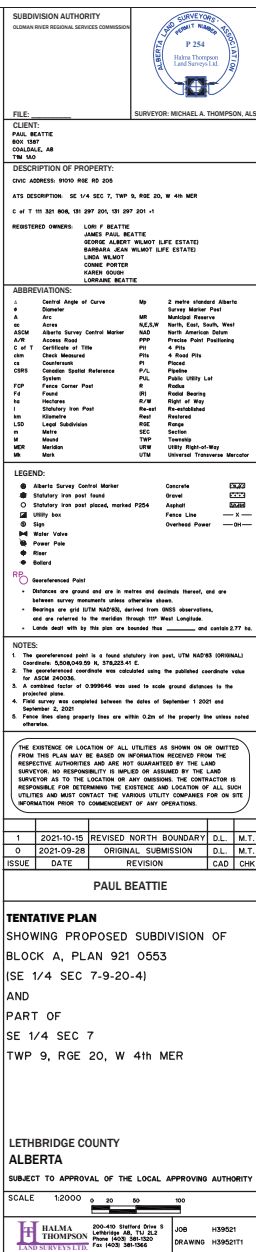 SUBDIVISION AUTHORITY
OLDMAN RIVER REGIONAL SERVICES COMMISSION
ALBERTA LAND SURVEYORS' ASSOCIATION
PERMIT NUMBER
P 254
Halma Thompson
Land Surveys Ltd.
FILE:
SURVEYOR: MICHAEL A. THOMPSON, ALS
CLIENT:
PAUL BEATTIE
BOX 1387
COALDALE, AB
T1M 1A0
DESCRIPTION OF PROPERTY:
CIVIC ADDRESS: 91010 RGE RD 205
ATS DESCRIPTION: SE 1/4 SEC 7, TWP 9, RGE 20, W 4th MER
C of T 111 321 808, 131 297 201, 131 297 201 +1
REGISTERED OWNERS: LORI F BEATTIE
JAMES PAUL BEATTIE
GEORGE ALBERT WILMOT (LIFE ESTATE)
BARBARA JEAN WILMOT (LIFE ESTATE)
LINDA WILMOT
CONNIE PORTER
KAREN GOUGH
LORRAINE BEATTIE
ABBREVIATIONS:
Δ Central Angle of Curve
ø Diameter
A Arc
ac Acres
ASCM Alberta Survey Control Marker
A/R Access Road
C of T Certificate of Title
ckm Check Measured
cs Countersunk
CSRS Canadian Spatial Reference
System
FCP Fence Corner Post
Fd Found
ha Hectares
I Statutory Iron Post
km Kilometre
LSD Legal Subdivision
m Metre
M Mound
MER Meridian
Mk Mark
Mp 2 metre standard Alberta
Survey Marker Post
MR Municipal Reserve
N,E,S,W North, East, South, West
NAD North American Datum
PPP Precise Point Positioning
Pit 4 Pits
Pits 4 Road Pits
Pl Placed
P/L Pipeline
PUL Public Utility Lot
R Radius
(R) Radial Bearing
R/W Right of Way
Re-est Re-established
Rest Restored
RGE Range
SEC Section
TWP Township
URW Utility Right-of-Way
UTM Universal Transverse Mercator
LEGEND:
Alberta Survey Control Marker
Statutory iron post found
Statutory iron post placed, marked P254
Utility box
Sign
Water Valve
Power Pole
Riser
Bollard
Concrete
Gravel
Asphalt
Fence Line X
Overhead Power OH
RP Georeferenced Point
• Distances are ground and are in metres and decimals thereof, and are
between survey monuments unless otherwise shown.
• Bearings are grid (UTM NAD'83), derived from GNSS observations,
and are referred to the meridian through 111° West Longitude.
• Lands dealt with by this plan are bounded thus and contain 2.77 ha.
NOTES:
1. The georeferenced point is a found statutory iron post, UTM NAD'83 (ORIGINAL)
Coordinate: 5,508,049.59 N, 378,223.41 E.
2. The georeferenced coordinate was calculated using the published coordinate value
for ASCM 240036.
3. A combined factor of 0.999646 was used to scale ground distances to the
projected plane.
4. Field survey was completed between the dates of September 1 2021 and
September 2, 2021
5. Fence lines along property lines are within 0.2m of the property line unless noted
otherwise.
THE EXISTENCE OR LOCATION OF ALL UTILITIES AS SHOWN ON OR OMITTED
FROM THIS PLAN MAY BE BASED ON INFORMATION RECEIVED FROM THE
RESPECTIVE AUTHORITIES AND ARE NOT GUARANTEED BY THE LAND
SURVEYOR. NO RESPONSIBILITY IS IMPLIED OR ASSUMED BY THE LAND
SURVEYOR AS TO THE LOCATION OR ANY OMISSIONS. THE CONTRACTOR IS
RESPONSIBLE FOR DETERMINING THE EXISTENCE AND LOCATION OF ALL SUCH
UTILITIES AND MUST CONTACT THE VARIOUS UTILITY COMPANIES FOR ON SITE
INFORMATION PRIOR TO COMMENCEMENT OF ANY OPERATIONS.
1 2021-10-15 REVISED NORTH BOUNDARY D.L. M.T.
0 2021-09-28 ORIGINAL SUBMISSION D.L. M.T.
ISSUE DATE REVISION CAD CHK
PAUL BEATTIE
TENTATIVE PLAN
SHOWING PROPOSED SUBDIVISION OF
BLOCK A, PLAN 921 0553
(SE 1/4 SEC 7-9-20-4)
AND
PART OF
SE 1/4 SEC 7
TWP 9, RGE 20, W 4th MER
LETHBRIDGE COUNTY
ALBERTA
SUBJECT TO APPROVAL OF THE LOCAL APPROVING AUTHORITY
SCALE 1:2000 0 20 50 100
HALMA
THOMPSON
LAND SURVEYS LTD.
200-410 Stafford Drive S
Lethbridge AB, T1J 2L2
Phone (403) 381-1320
Fax (403) 381-1366
JOB H39521
DRAWING H39521T1